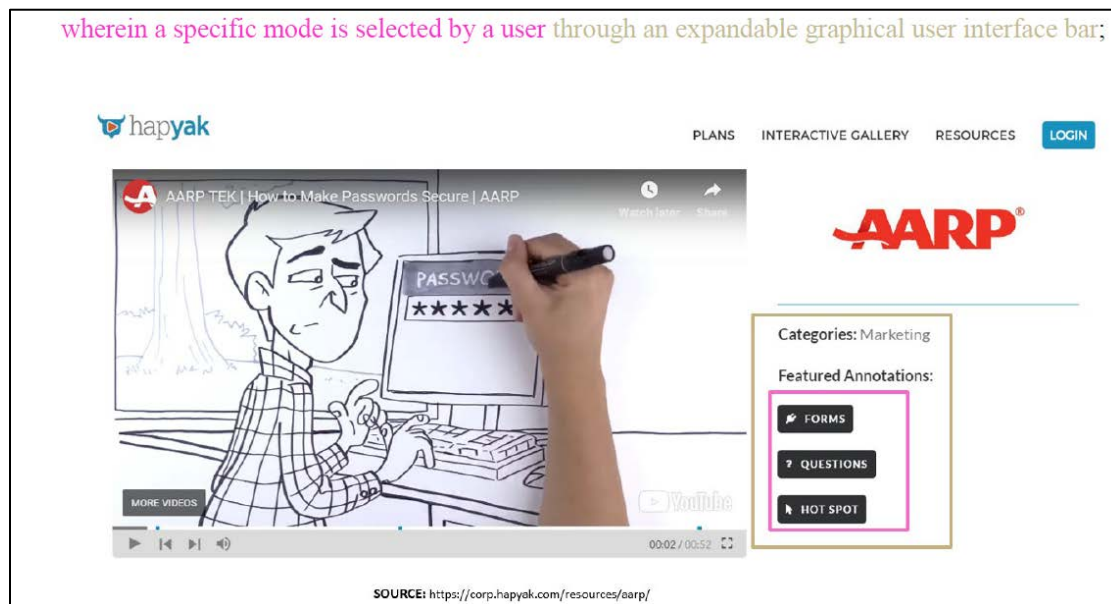 wherein a specific mode is selected by a user through an expandable graphical user interface bar;
hapyak
PLANS INTERACTIVE GALLERY RESOURCES LOGIN
AARP TEK | How to Make Passwords Secure | AARP
Watch later Share
AARP®
PASSWO
*****
Categories: Marketing
Featured Annotations:
FORMS
? QUESTIONS
HOT SPOT
MORE VIDEOS
YouTube
00:02 / 00:52
SOURCE: https://corp.hapyak.com/resources/aarp/